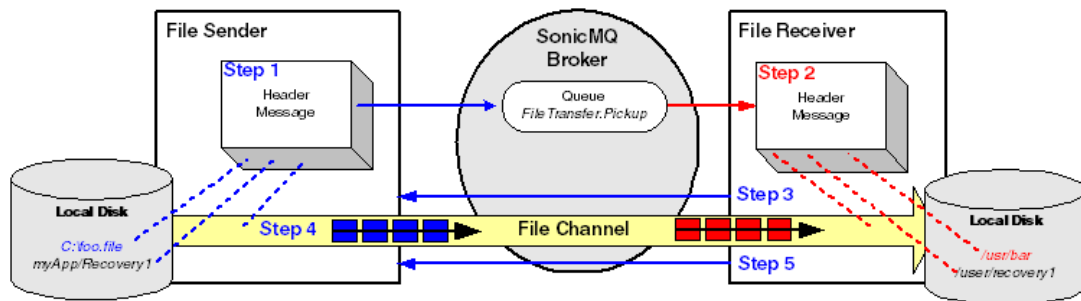 File Sender
Step 1
Header
Message
SonicMQ
Broker
Queue
FileTransfer.Pickup
File Receiver
Step 2
Header
Message
Local Disk
C:\foo.file
myApp/Recovery1
Step 3
Step 4
File Channel
Step 5
Local Disk
/usr/bar
/user/recovery1